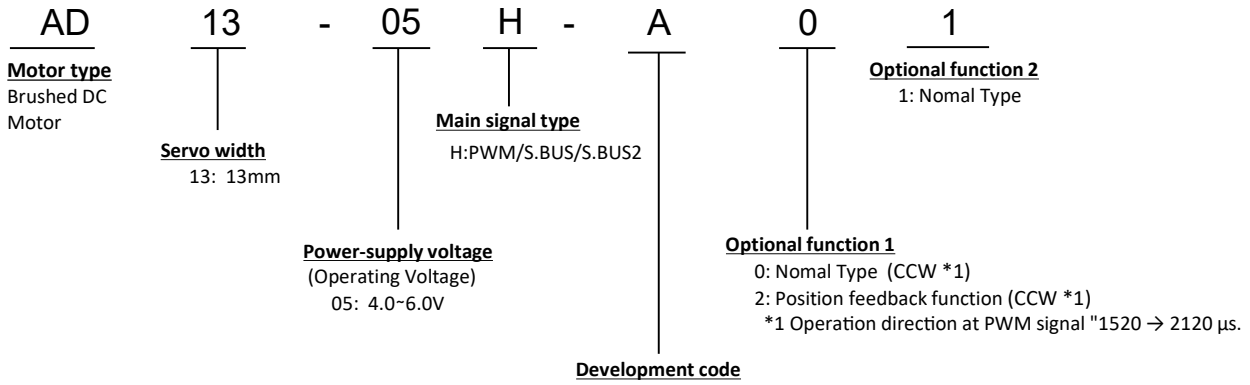 AD 13 - 05 H - A 0 1
Motor type
Brushed DC
Motor
Servo width
13: 13mm
Power-supply voltage
(Operating Voltage)
05: 4.0~6.0V
Main signal type
H:PWM/S.BUS/S.BUS2
Development code
Optional function 1
0: Nomal Type (CCW *1)
2: Position feedback function (CCW *1)
*1 Operation direction at PWM signal "1520 → 2120 µs.
Optional function 2
1: Nomal Type